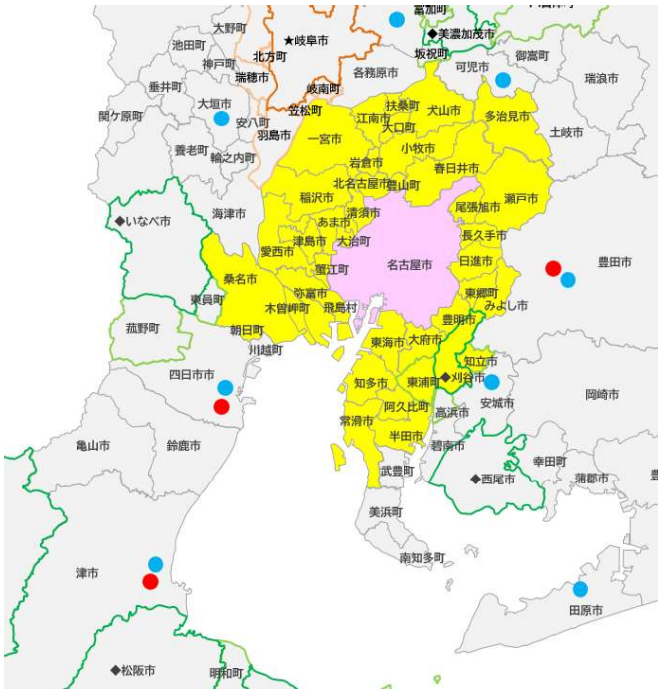 富加町
大野町
◆美濃加茂市
池田町
北方町
★岐阜市
坂祝町
御嵩町
神戸町
各務原市
可児市
瑞穂市
岐南町
瑞浪市
垂井町
大垣市
笠松町
扶桑町
犬山市
関ケ原町
安八町
江南市
多治見市
羽島市
一宮市
大口町
土岐市
養老町
小牧市
輪之内町
岩倉市
春日井市
北名古屋市
豊山町
稲沢市
瀬戸市
海津市
清須市
尾張旭市
◆いなべ市
あま市
津島市
大治町
長久手市
愛西市
名古屋市
日進市
豊田市
蟹江町
桑名市
弥富市
東郷町
東員町
木曽岬町
飛島村
みよし市
菰野町
朝日町
豊明市
川越町
東海市
大府市
知立市
四日市市
知多市
東浦町
◆刈谷市
安城市
岡崎市
阿久比町
高浜市
常滑市
亀山市
鈴鹿市
半田市
碧南市
武豊町
幸田町
◆西尾市
蒲郡市
美浜町
南知多町
津市
田原市
◆松阪市
明和町